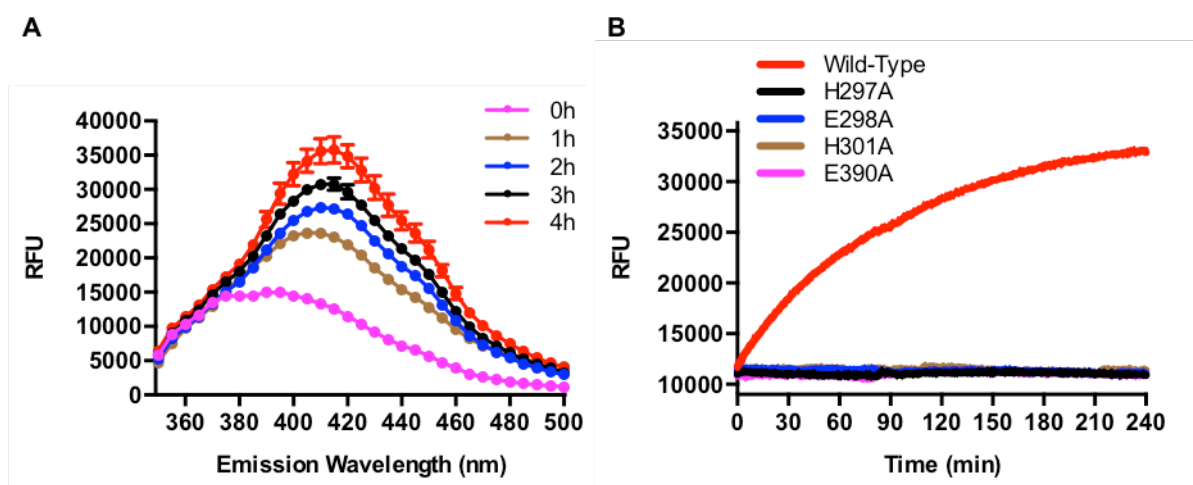 A
RFU
40000
35000
30000
25000
20000
15000
10000
5000
0
360 380 400 420 440 460 480 500
Emission Wavelength (nm)
0h
1h
2h
3h
4h
B
Wild-Type
H297A
E298A
H301A
E390A
RFU
35000
30000
25000
20000
15000
10000
0 30 60 90 120 150 180 210 240
Time (min)